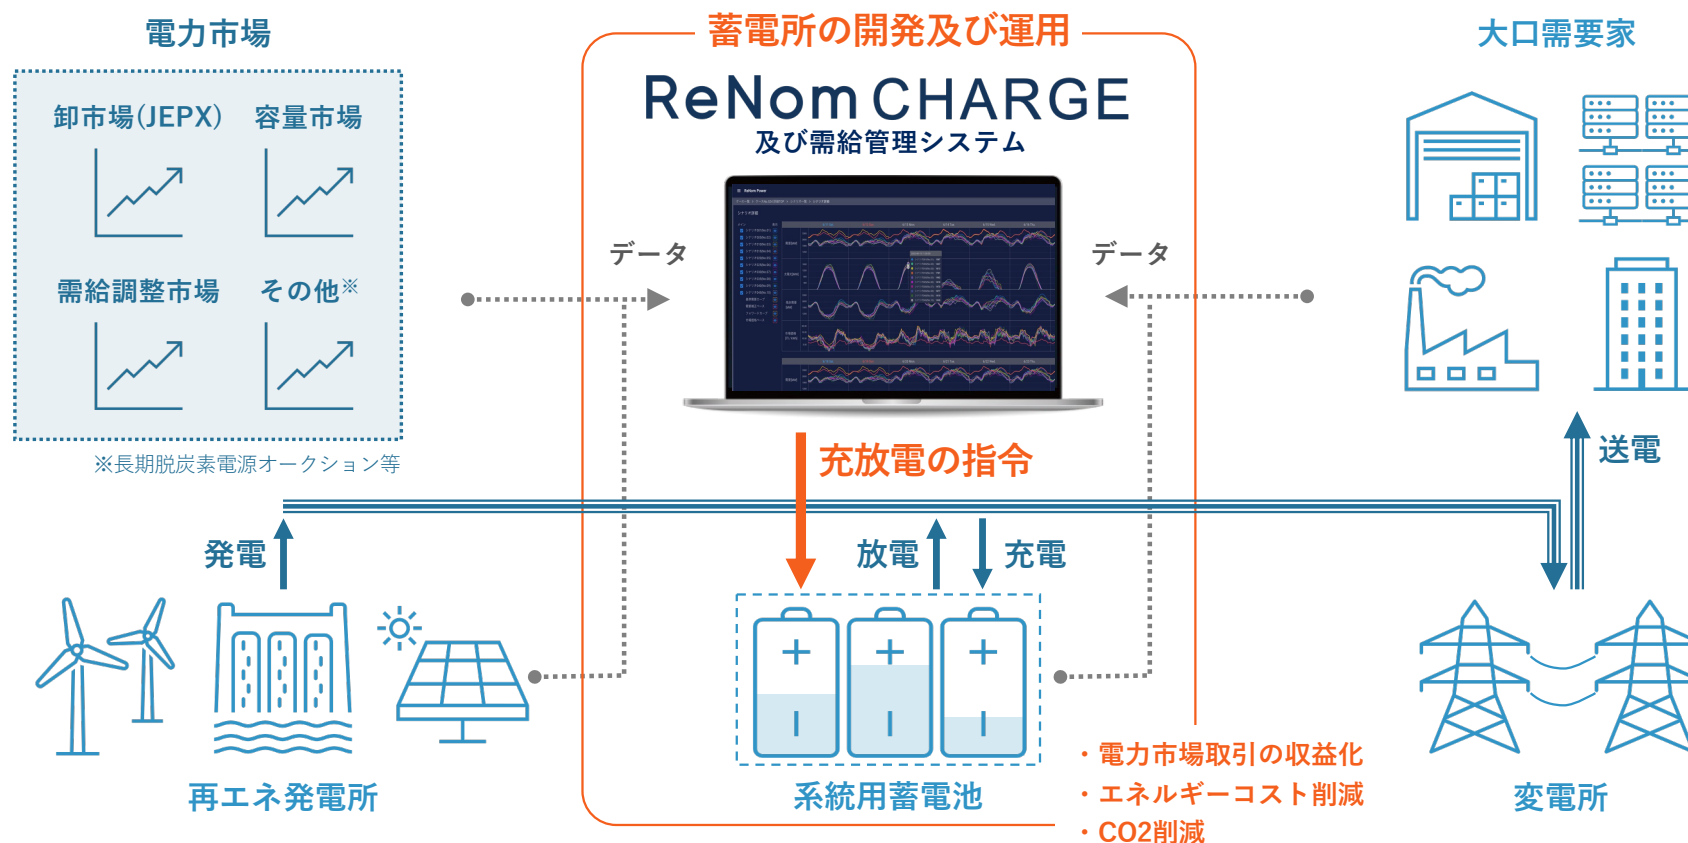 電力市場
蓄電所の開発及び運用
大口需要家
ReNom CHARGE
及び需給管理システム
卸市場(JEPX)
容量市場
需給調整市場
その他※
※長期脱炭素電源オークション等
データ
データ
ReNom Power
充放電の指令
送電
発電
放電
充電
再エネ発電所
系統用蓄電池
変電所
・電力市場取引の収益化
・エネルギーコスト削減
・CO2削減